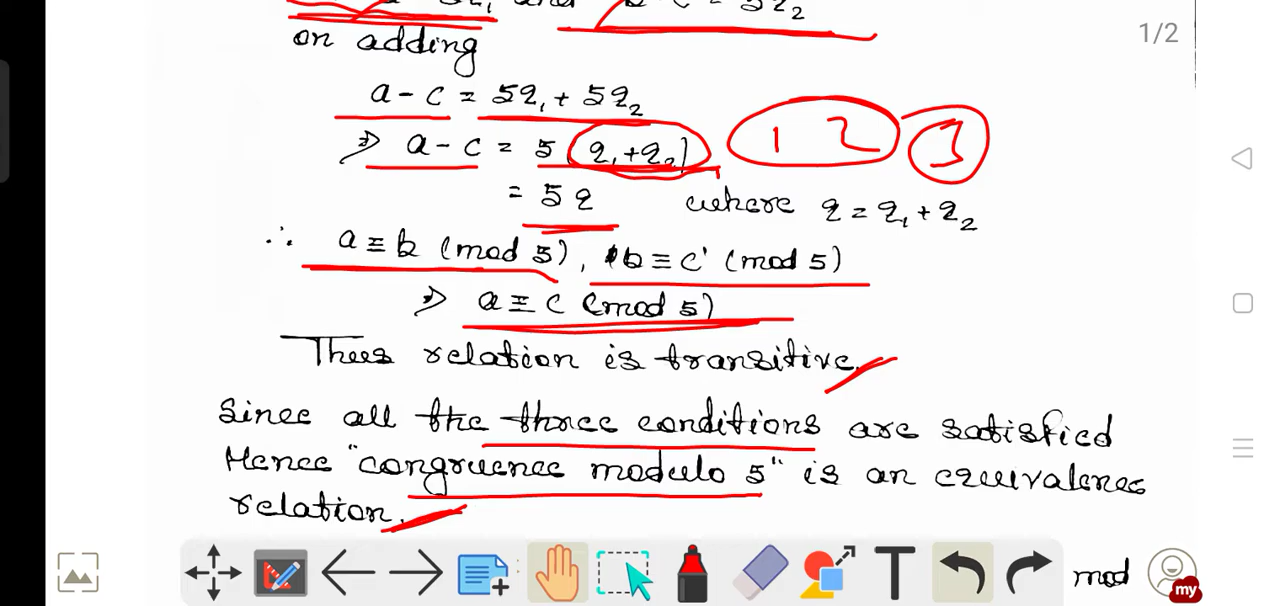 and
1/2
on adding
a - c = 5q₁ + 5q₂
⇒ a - c = 5 (q₁+q₂) 1 2 3
= 5q where q = q₁ + q₂
∴ a ≡ b (mod 5), b ≡ c (mod 5)
⇒ a ≡ c (mod 5)
Thus relation is transitive.
Since all the three conditions are satisfied
Hence "congruence modulo 5" is an equivalence
relation.
T
mod
my